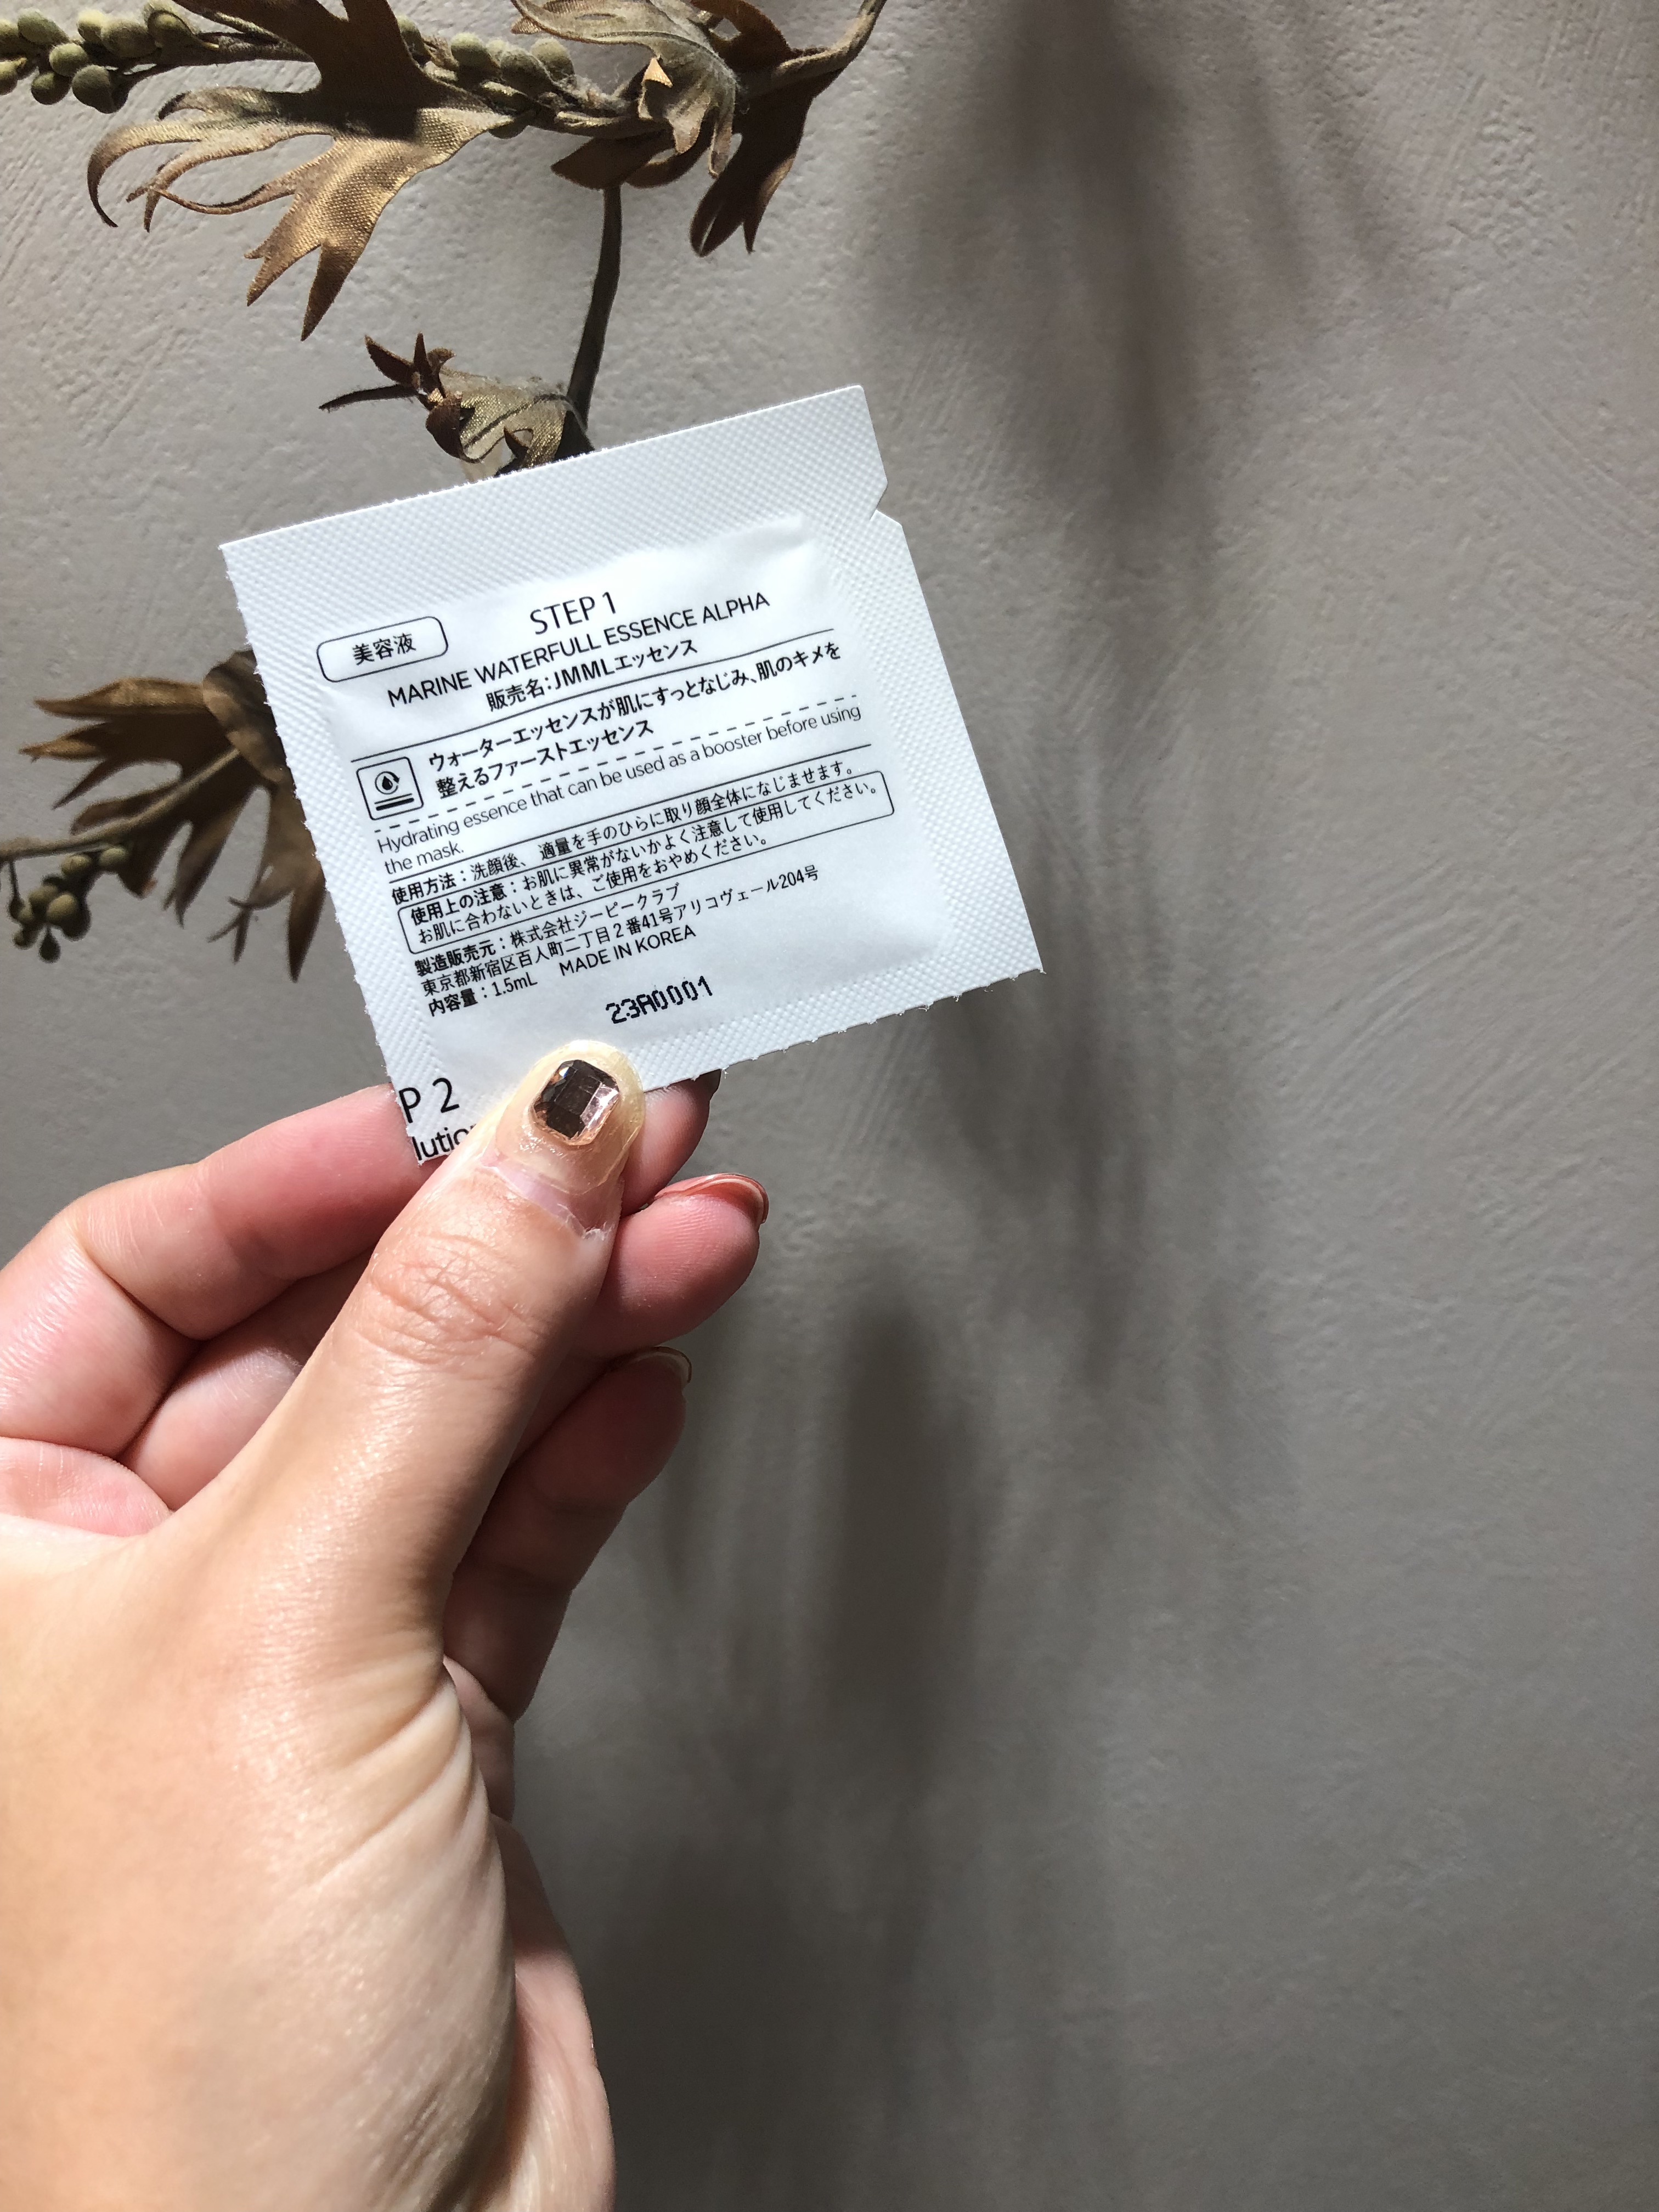 美容液
STEP 1
MARINE WATERFULL ESSENCE ALPHA
販売名:JMMLエッセンス
ウォーターエッセンスが肌にすっとなじみ、肌のキメを
整えるファーストエッセンス
Hydrating essence that can be used as a booster before using
the mask.
使用方法:洗顔後、適量を手のひらに取り顔全体になじませます。
使用上の注意:お肌に異常がないかよく注意して使用してください。
お肌に合わないときは、ご使用をおやめください。
製造販売元:株式会社ジーピークラブ
東京都新宿区百人町二丁目2番41号アリコヴェール204号
内容量:1.5mL MADE IN KOREA
23A0001
P 2
lutio